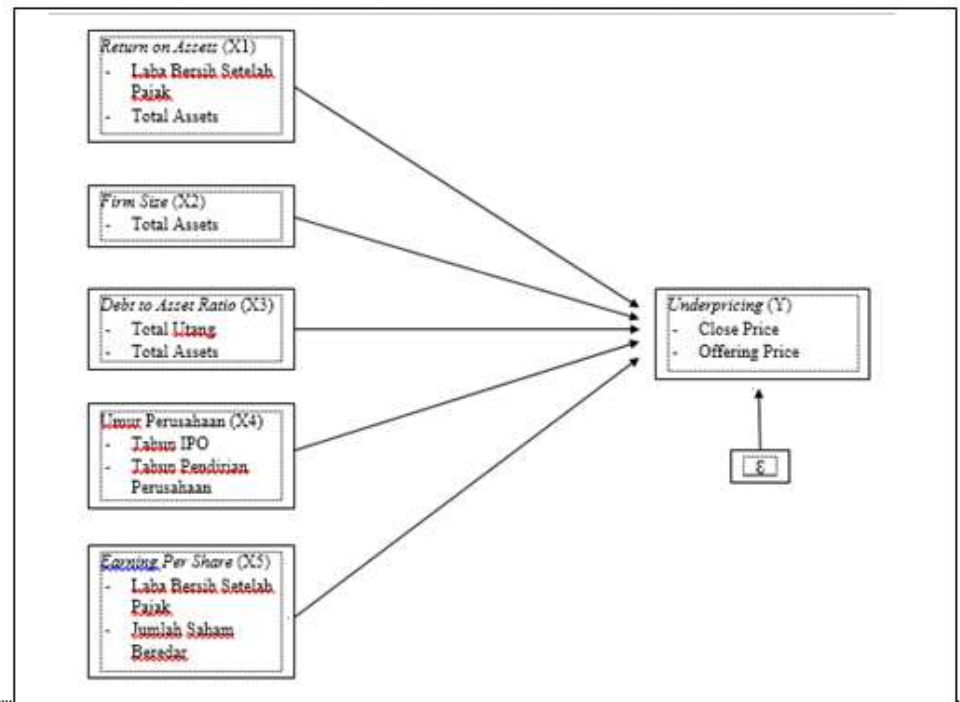 Return on Assets (X1)
- Laba Bersih Setelah
Pajak
- Total Assets
Firm Size (X2)
- Total Assets
Debt to Asset Ratio (X3)
- Total Utang
- Total Assets
Umur Perusahaan (X4)
- Tahun IPO
- Tahun Pendirian
Perusahaan
Earning Per Share (X5)
- Laba Bersih Setelah
Pajak
- Jumlah Saham
Beredar
Underpricing (Y)
- Close Price
- Offering Price
ε